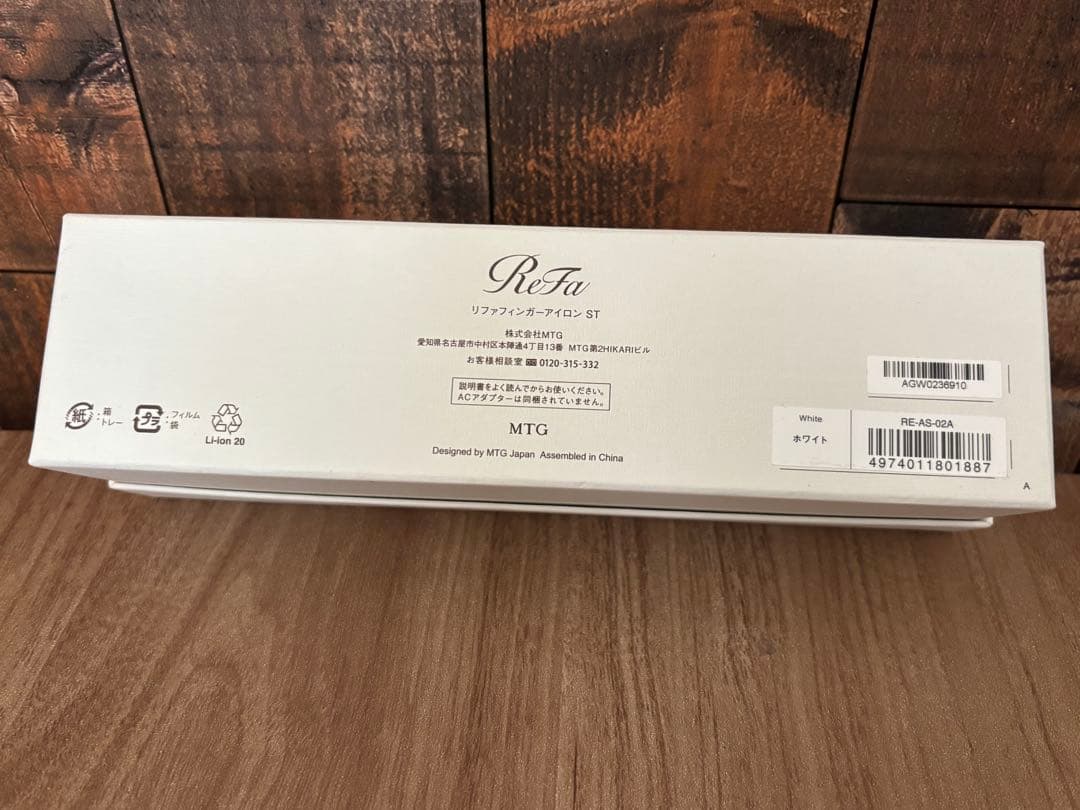 ReFa
リファフィンガーアイロン ST
株式会社MTG
愛知県名古屋市中村区本陣通4丁目13番 MTG第2HIKARIビル
お客様相談室 0120-315-332
説明書をよく読んでからお使いください。
ACアダプターは同梱されていません。
MTG
Designed by MTG Japan Assembled in China
紙 : 箱
トレー
プラ : フィルム
袋
Li-ion 20
AGW0236910
White
ホワイト
RE-AS-02A
4974011801887
A